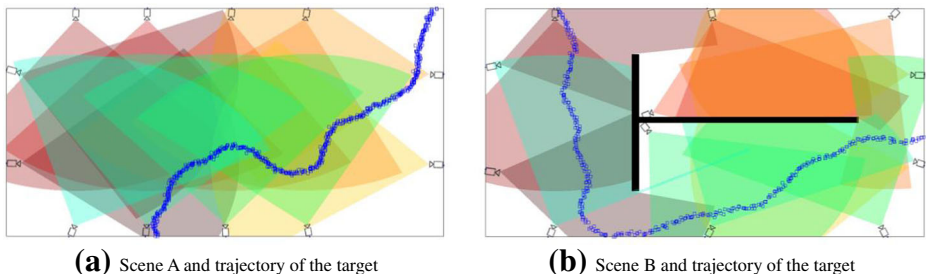 (a) Scene A and trajectory of the target
(b) Scene B and trajectory of the target